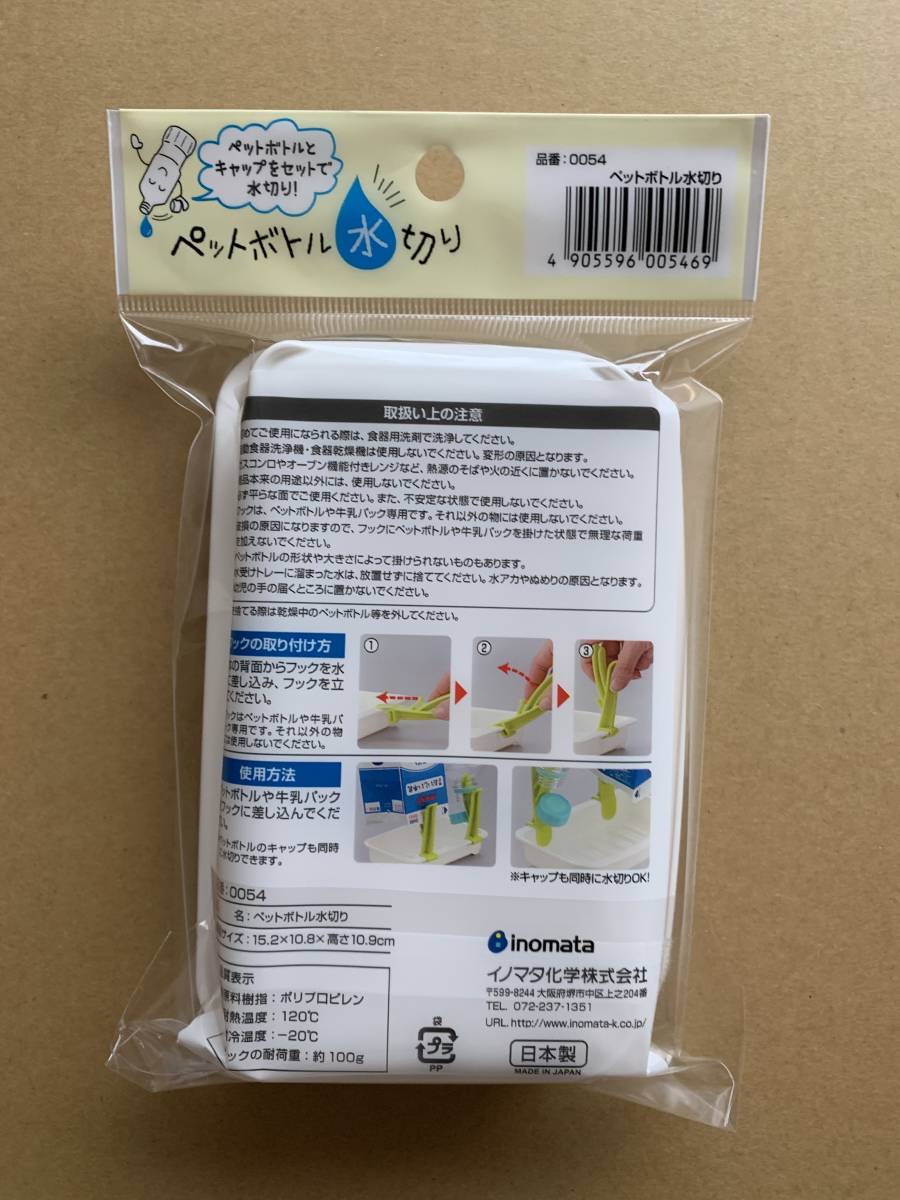 ペットボトルと
キャップをセットで
水切り!
ペットボトル水切り
品番:0054
ペットボトル水切り
4 905596 005469
取扱い上の注意
めてご使用になられる際は、食器用洗剤で洗浄してください。
動食器洗浄機・食器乾燥機は使用しないでください。変形の原因となります。
スコンロやオーブン機能付きレンジなど、熱源のそばや火の近くに置かないでください。
品本来の用途以外には、使用しないでください。
ず平らな面でご使用ください。また、不安定な状態で使用しないでください。
ックは、ペットボトルや牛乳パック専用です。それ以外の物には使用しないでください。
損の原因になりますので、フックにペットボトルや牛乳パックを掛けた状態で無理な荷重
を加えないでください。
ペットボトルの形状や大きさによって掛けられないものもあります。
水受けトレーに溜まった水は、放置せずに捨ててください。水アカやぬめりの原因となります。
幼児の手の届くところに置かないでください。
捨てる際は乾燥中のペットボトル等を外してください。
ックの取り付け方
の背面からフックを水
に差し込み、フックを立
ください。
ックはペットボトルや牛乳パ
ク専用です。それ以外の物
は使用しないでください。
① ② ③
使用方法
ットボトルや牛乳パック
フックに差し込んでくだ
い。
ペットボトルのキャップも同時
に水切りできます。
※キャップも同時に水切りOK!
番:0054
名:ペットボトル水切り
サイズ:15.2×10.8×高さ10.9cm
質表示
原料樹脂:ポリプロピレン
耐熱温度:120℃
耐冷温度:−20℃
ックの耐荷重:約100g
inomata
イノマタ化学株式会社
〒599-8244 大阪府堺市中区上之204番
TEL. 072-237-1351
URL. http://www.inomata-k.co.jp/
袋
プラ
PP
日本製
MADE IN JAPAN